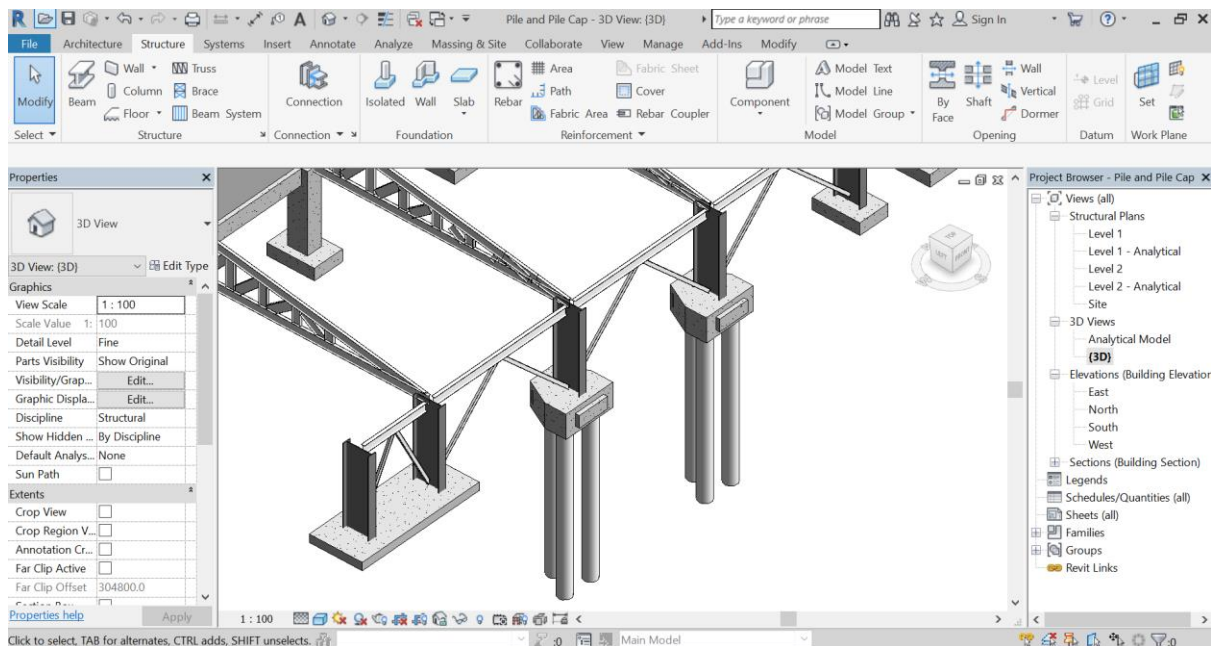 Pile and Pile Cap - 3D View: {3D}
Type a keyword or phrase
Sign In
File Architecture Structure Systems Insert Annotate Analyze Massing & Site Collaborate View Manage Add-Ins Modify
Modify
Beam
Wall
Column
Floor
Truss
Brace
Beam System
Connection
Isolated
Wall
Slab
Rebar
Area
Path
Fabric Area
Fabric Sheet
Cover
Rebar Coupler
Component
Model Text
Model Line
Model Group
By Face
Shaft
Wall
Vertical
Dormer
Level
Grid
Set
Select
Structure
Connection
Foundation
Reinforcement
Model
Opening
Datum
Work Plane
Properties
3D View
3D View: {3D}
Edit Type
Graphics
View Scale 1 : 100
Scale Value 1: 100
Detail Level Fine
Parts Visibility Show Original
Visibility/Grap... Edit...
Graphic Displa... Edit...
Discipline Structural
Show Hidden ... By Discipline
Default Analys... None
Sun Path
Extents
Crop View
Crop Region V...
Annotation Cr...
Far Clip Active
Far Clip Offset 304800.0
Properties help
Apply
TOP
LEFT
FRONT
Project Browser - Pile and Pile Cap
Views (all)
Structural Plans
Level 1
Level 1 - Analytical
Level 2
Level 2 - Analytical
Site
3D Views
Analytical Model
{3D}
Elevations (Building Elevation
East
North
South
West
Sections (Building Section)
Legends
Schedules/Quantities (all)
Sheets (all)
Families
Groups
Revit Links
1 : 100
Click to select, TAB for alternates, CTRL adds, SHIFT unselects.
:0
Main Model
:0